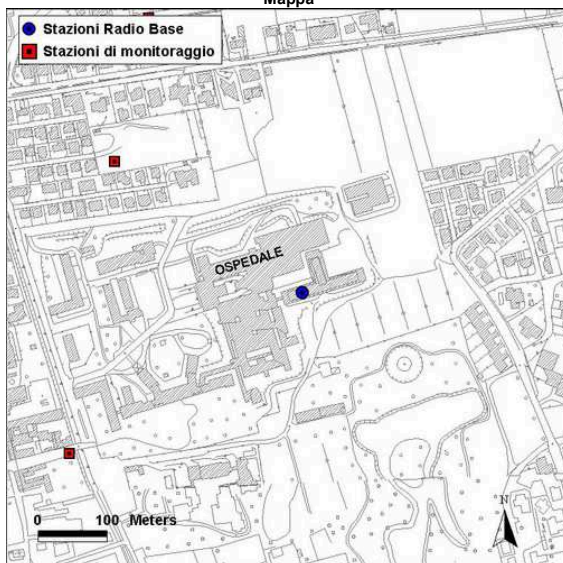 Mappa
Stazioni Radio Base
Stazioni di monitoraggio
OSPEDALE
N
0 100 Meters